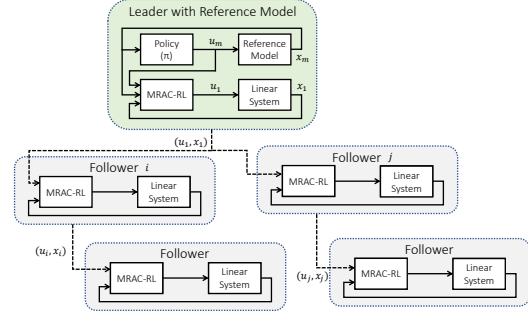 Leader with Reference Model
Policy
(π)
u_m
Reference
Model
x_m
MRAC-RL
u_1
Linear
System
x_1
(u_1, x_1)
Follower i
MRAC-RL
Linear
System
Follower j
MRAC-RL
Linear
System
(u_i, x_i)
Follower
MRAC-RL
Linear
System
(u_j, x_j)
Follower
MRAC-RL
Linear
System